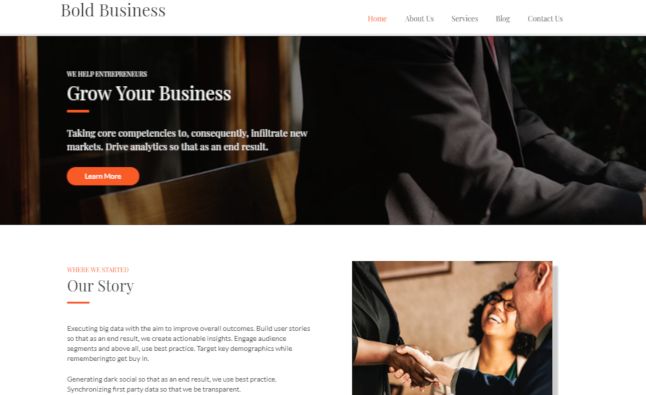 Bold Business
Home About Us Services Blog Contact Us
WE HELP ENTREPRENEURS
Grow Your Business
Taking core competencies to, consequently, infiltrate new
markets. Drive analytics so that as an end result.
Learn More
WHERE WE STARTED
Our Story
Executing big data with the aim to improve overall outcomes. Build user stories
so that as an end result, we create actionable insights. Engage audience
segments and above all, use best practice. Target key demographics while
rememberingto get buy in.
Generating dark social so that as an end result, we use best practice.
Synchronizing first party data so that we be transparent.